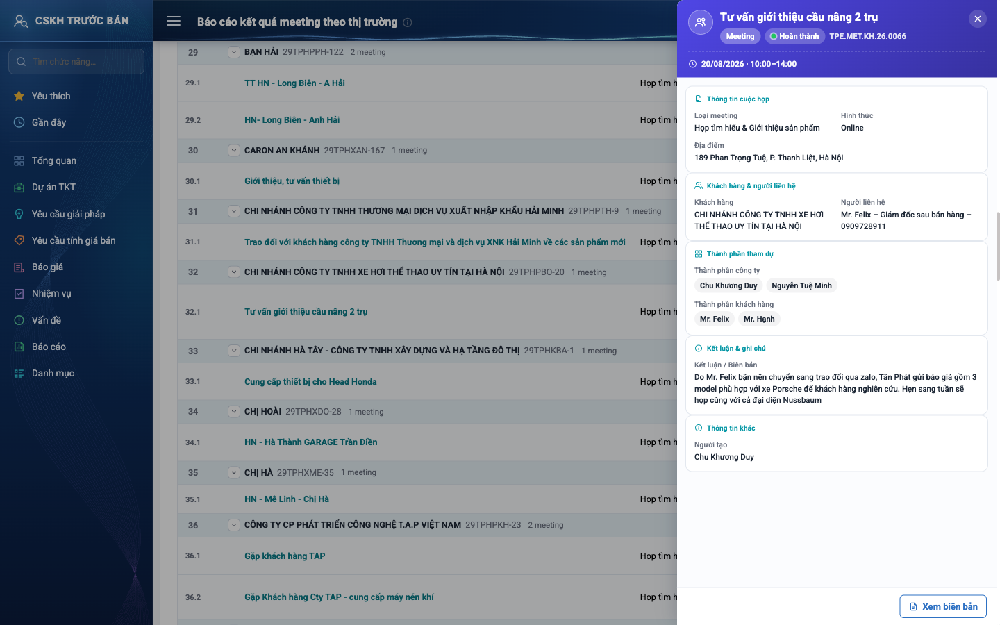 CSKH TRƯỚC BÁN
Tìm chức năng...
Yêu thích
Gần đây
Tổng quan
Dự án TKT
Yêu cầu giải pháp
Yêu cầu tính giá bán
Báo giá
Nhiệm vụ
Vấn đề
Báo cáo
Danh mục
Báo cáo kết quả meeting theo thị trường
29 BẠN HẢI 29TPHPPH-122 2 meeting
29.1 TT HN - Long Biên - A Hải Họp tìm h
29.2 HN- Long Biên - Anh Hải Họp tìm h
30 CARON AN KHÁNH 29TPHXAN-167 1 meeting
30.1 Giới thiệu, tư vấn thiết bị Họp tìm h
31 CHI NHÁNH CÔNG TY TNHH THƯƠNG MẠI DỊCH VỤ XUẤT NHẬP KHẨU HẢI MINH 29TPHPTH-9 1 meeting
31.1 Trao đổi với khách hàng công ty TNHH Thương mại và dịch vụ XNK Hải Minh về các sản phẩm mới Họp tìm h
32 CHI NHÁNH CÔNG TY TNHH XE HƠI THỂ THAO UY TÍN TẠI HÀ NỘI 29TPHPBO-20 1 meeting
32.1 Tư vấn giới thiệu cầu nâng 2 trụ Họp tìm h
33 CHI NHÁNH HÀ TÂY - CÔNG TY TNHH XÂY DỰNG VÀ HẠ TẦNG ĐÔ THỊ 29TPHKBA-1 1 meeting
33.1 Cung cấp thiết bị cho Head Honda Họp tìm h
34 CHỊ HOÀI 29TPHXDO-28 1 meeting
34.1 HN - Hà Thành GARAGE Trần Điền Họp tìm h
35 CHỊ HÀ 29TPHXME-35 1 meeting
35.1 HN - Mê Linh - Chị Hà Họp tìm h
36 CÔNG TY CP PHÁT TRIỂN CÔNG NGHỆ T.A.P VIỆT NAM 29TPHPKH-23 2 meeting
36.1 Gặp khách hàng TAP Họp tìm h
36.2 Gặp Khách hàng Cty TAP - cung cấp máy nén khí Họp tìm h
Tư vấn giới thiệu cầu nâng 2 trụ
Meeting Hoàn thành TPE.MET.KH.26.0066
20/08/2026 · 10:00–14:00
Thông tin cuộc họp
Loại meeting Hình thức
Họp tìm hiểu & Giới thiệu sản phẩm Online
Địa điểm
189 Phan Trọng Tuệ, P. Thanh Liệt, Hà Nội
Khách hàng & người liên hệ
Khách hàng Người liên hệ
CHI NHÁNH CÔNG TY TNHH XE HƠI Mr. Felix – Giám đốc sau bán hàng –
THỂ THAO UY TÍN TẠI HÀ NỘI 0909728911
Thành phần tham dự
Thành phần công ty
Chu Khương Duy Nguyễn Tuệ Minh
Thành phần khách hàng
Mr. Felix Mr. Hạnh
Kết luận & ghi chú
Kết luận / Biên bản
Do Mr. Felix bận nên chuyển sang trao đổi qua zalo, Tân Phát gửi báo giá gồm 3
model phù hợp với xe Porsche để khách hàng nghiên cứu. Hẹn sang tuần sẽ
họp cùng với cả đại diện Nussbaum
Thông tin khác
Người tạo
Chu Khương Duy
Xem biên bản